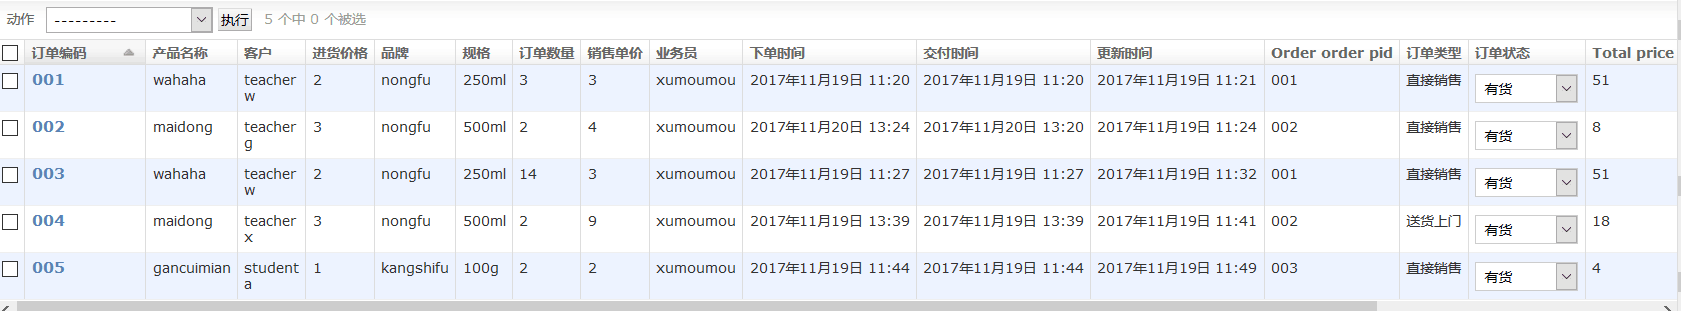 动作 --------- 执行 5 个中 0 个被选
订单编码 产品名称 客户 进货价格 品牌 规格 订单数量 销售单价 业务员 下单时间 交付时间 更新时间 Order order pid 订单类型 订单状态 Total price
001 wahaha teacher w 2 nongfu 250ml 3 3 xumoumou 2017年11月19日 11:20 2017年11月19日 11:20 2017年11月19日 11:21 001 直接销售 有货 51
002 maidong teacher g 3 nongfu 500ml 2 4 xumoumou 2017年11月20日 13:24 2017年11月20日 13:20 2017年11月19日 11:24 002 直接销售 有货 8
003 wahaha teacher w 2 nongfu 250ml 14 3 xumoumou 2017年11月19日 11:27 2017年11月19日 11:27 2017年11月19日 11:32 001 直接销售 有货 51
004 maidong teacher x 3 nongfu 500ml 2 9 xumoumou 2017年11月19日 13:39 2017年11月19日 13:39 2017年11月19日 11:41 002 送货上门 有货 18
005 gancuimian student a 1 kangshifu 100g 2 2 xumoumou 2017年11月19日 11:44 2017年11月19日 11:44 2017年11月19日 11:49 003 直接销售 有货 4